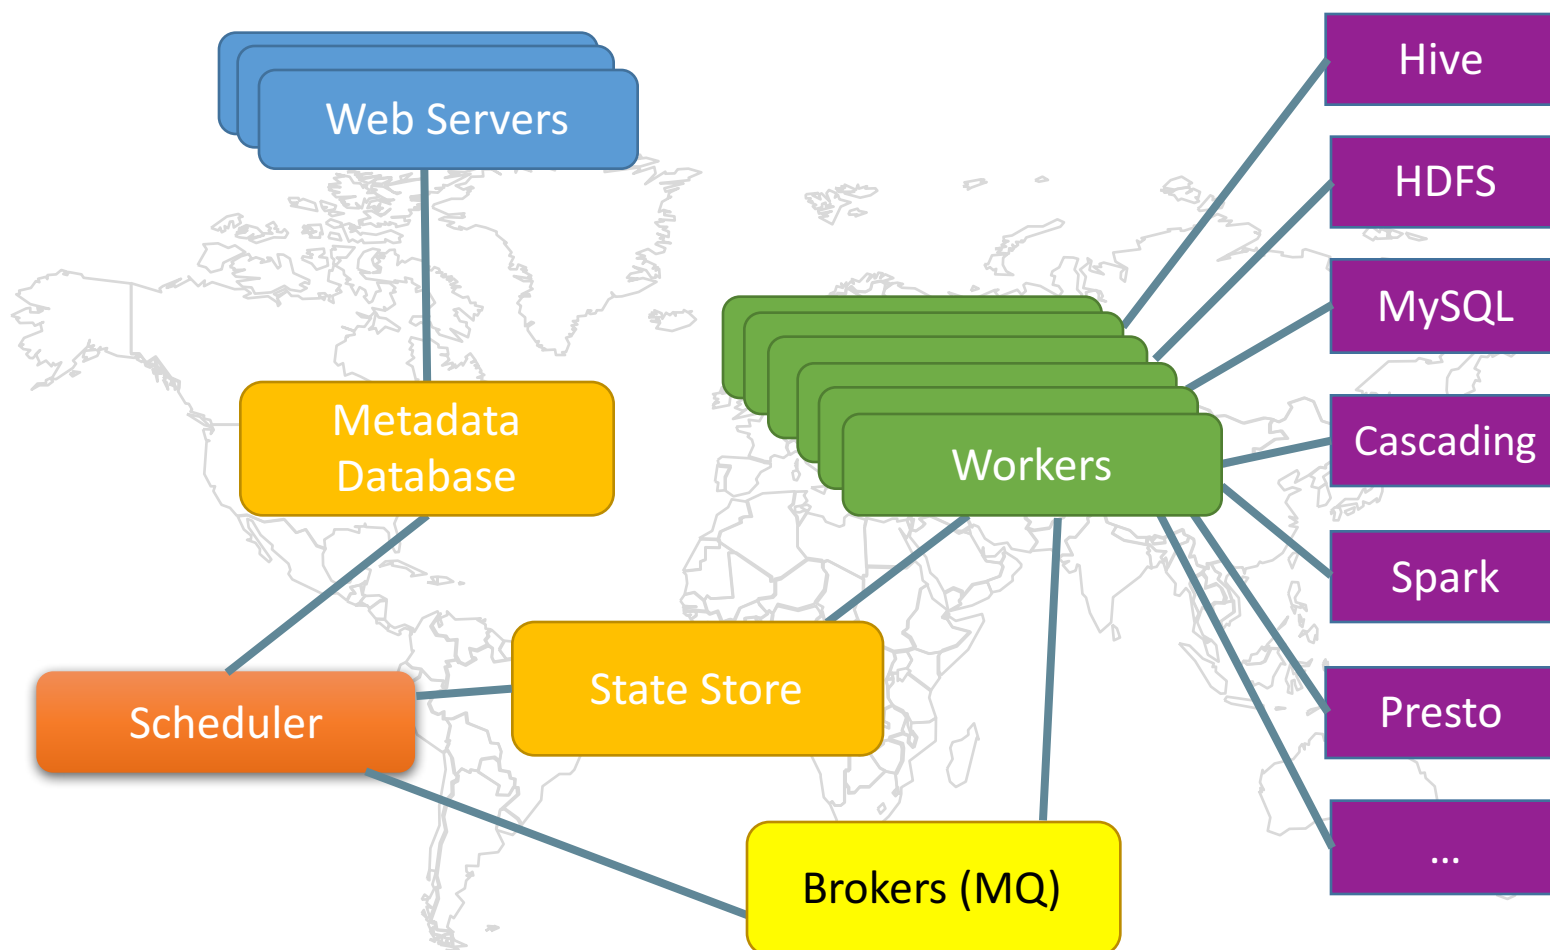 Web Servers
Metadata
Database
Scheduler
State Store
Brokers (MQ)
Workers
Hive
HDFS
MySQL
Cascading
Spark
Presto
...